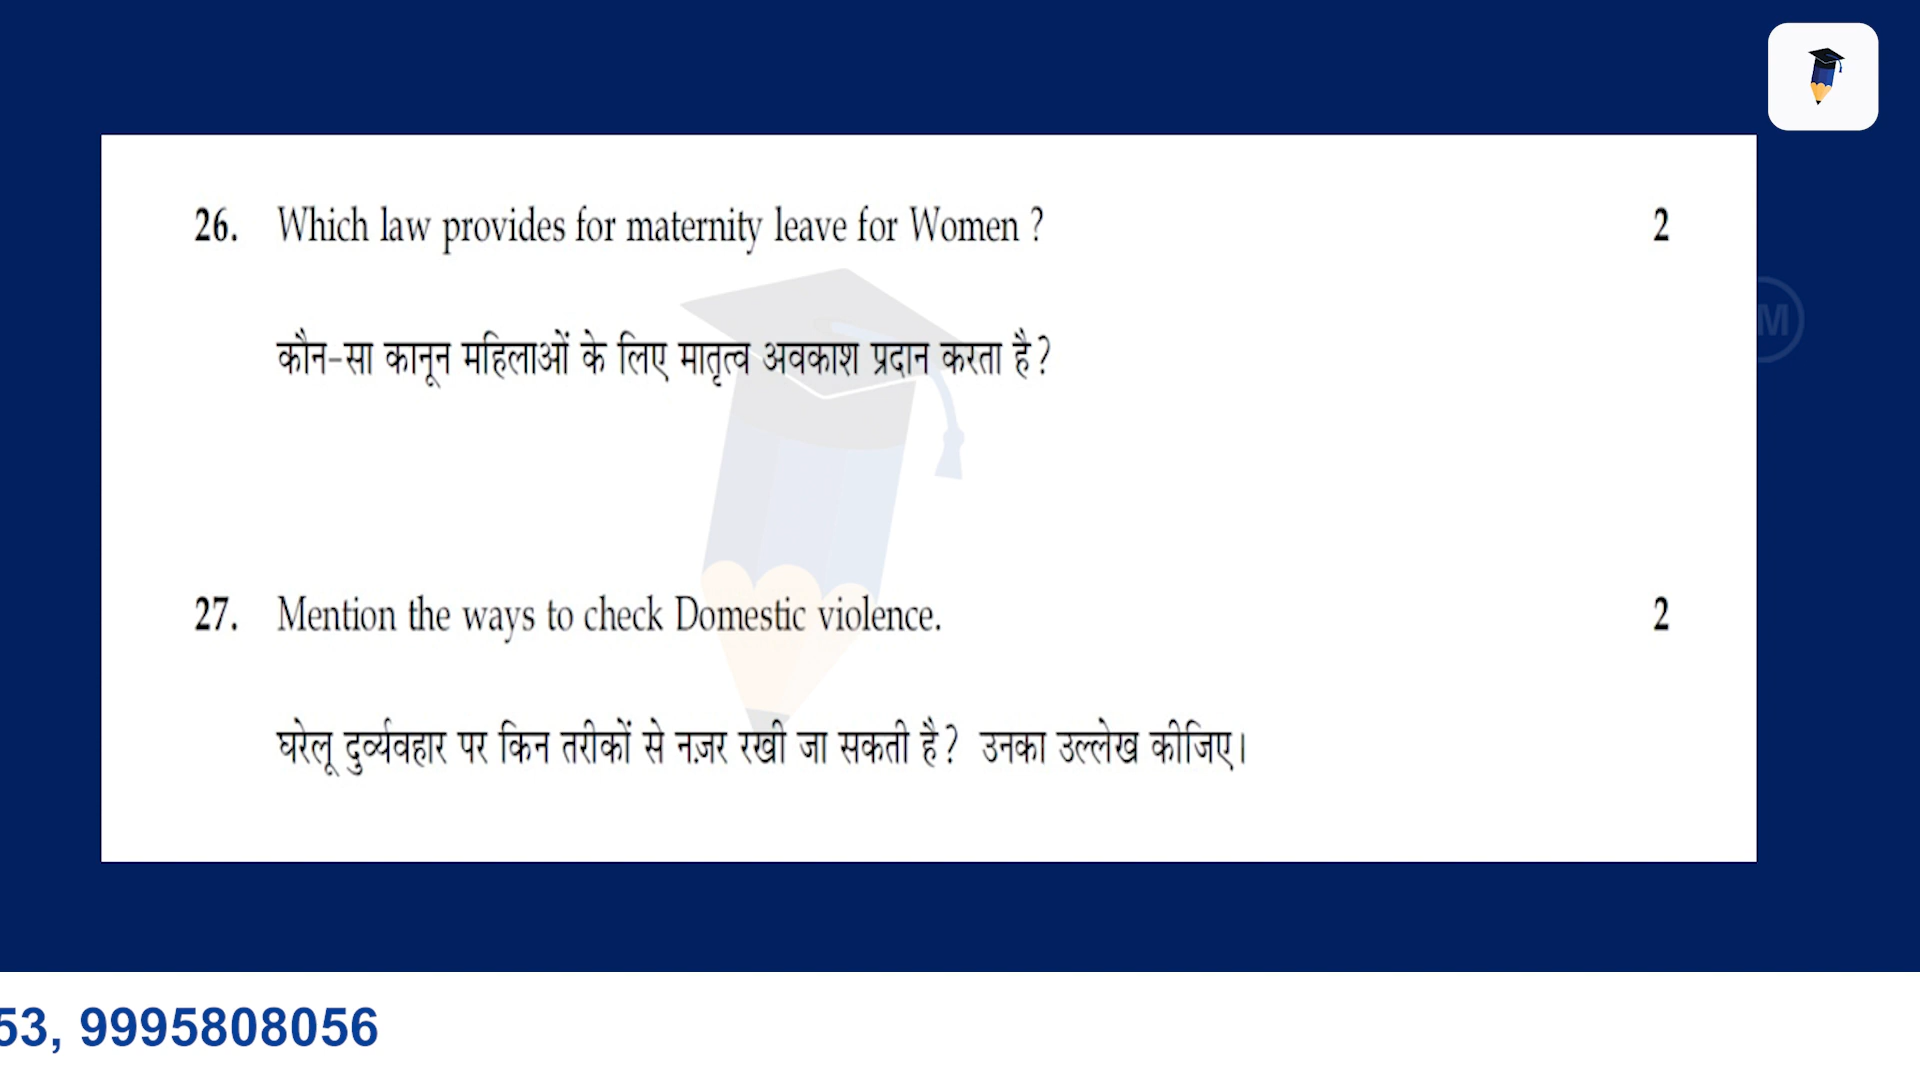 26. Which law provides for maternity leave for Women ? 2
कौन-सा कानून महिलाओं के लिए मातृत्व अवकाश प्रदान करता है?
27. Mention the ways to check Domestic violence. 2
घरेलू दुर्व्यवहार पर किन तरीकों से नज़र रखी जा सकती है? उनका उल्लेख कीजिए।
53, 9995808056